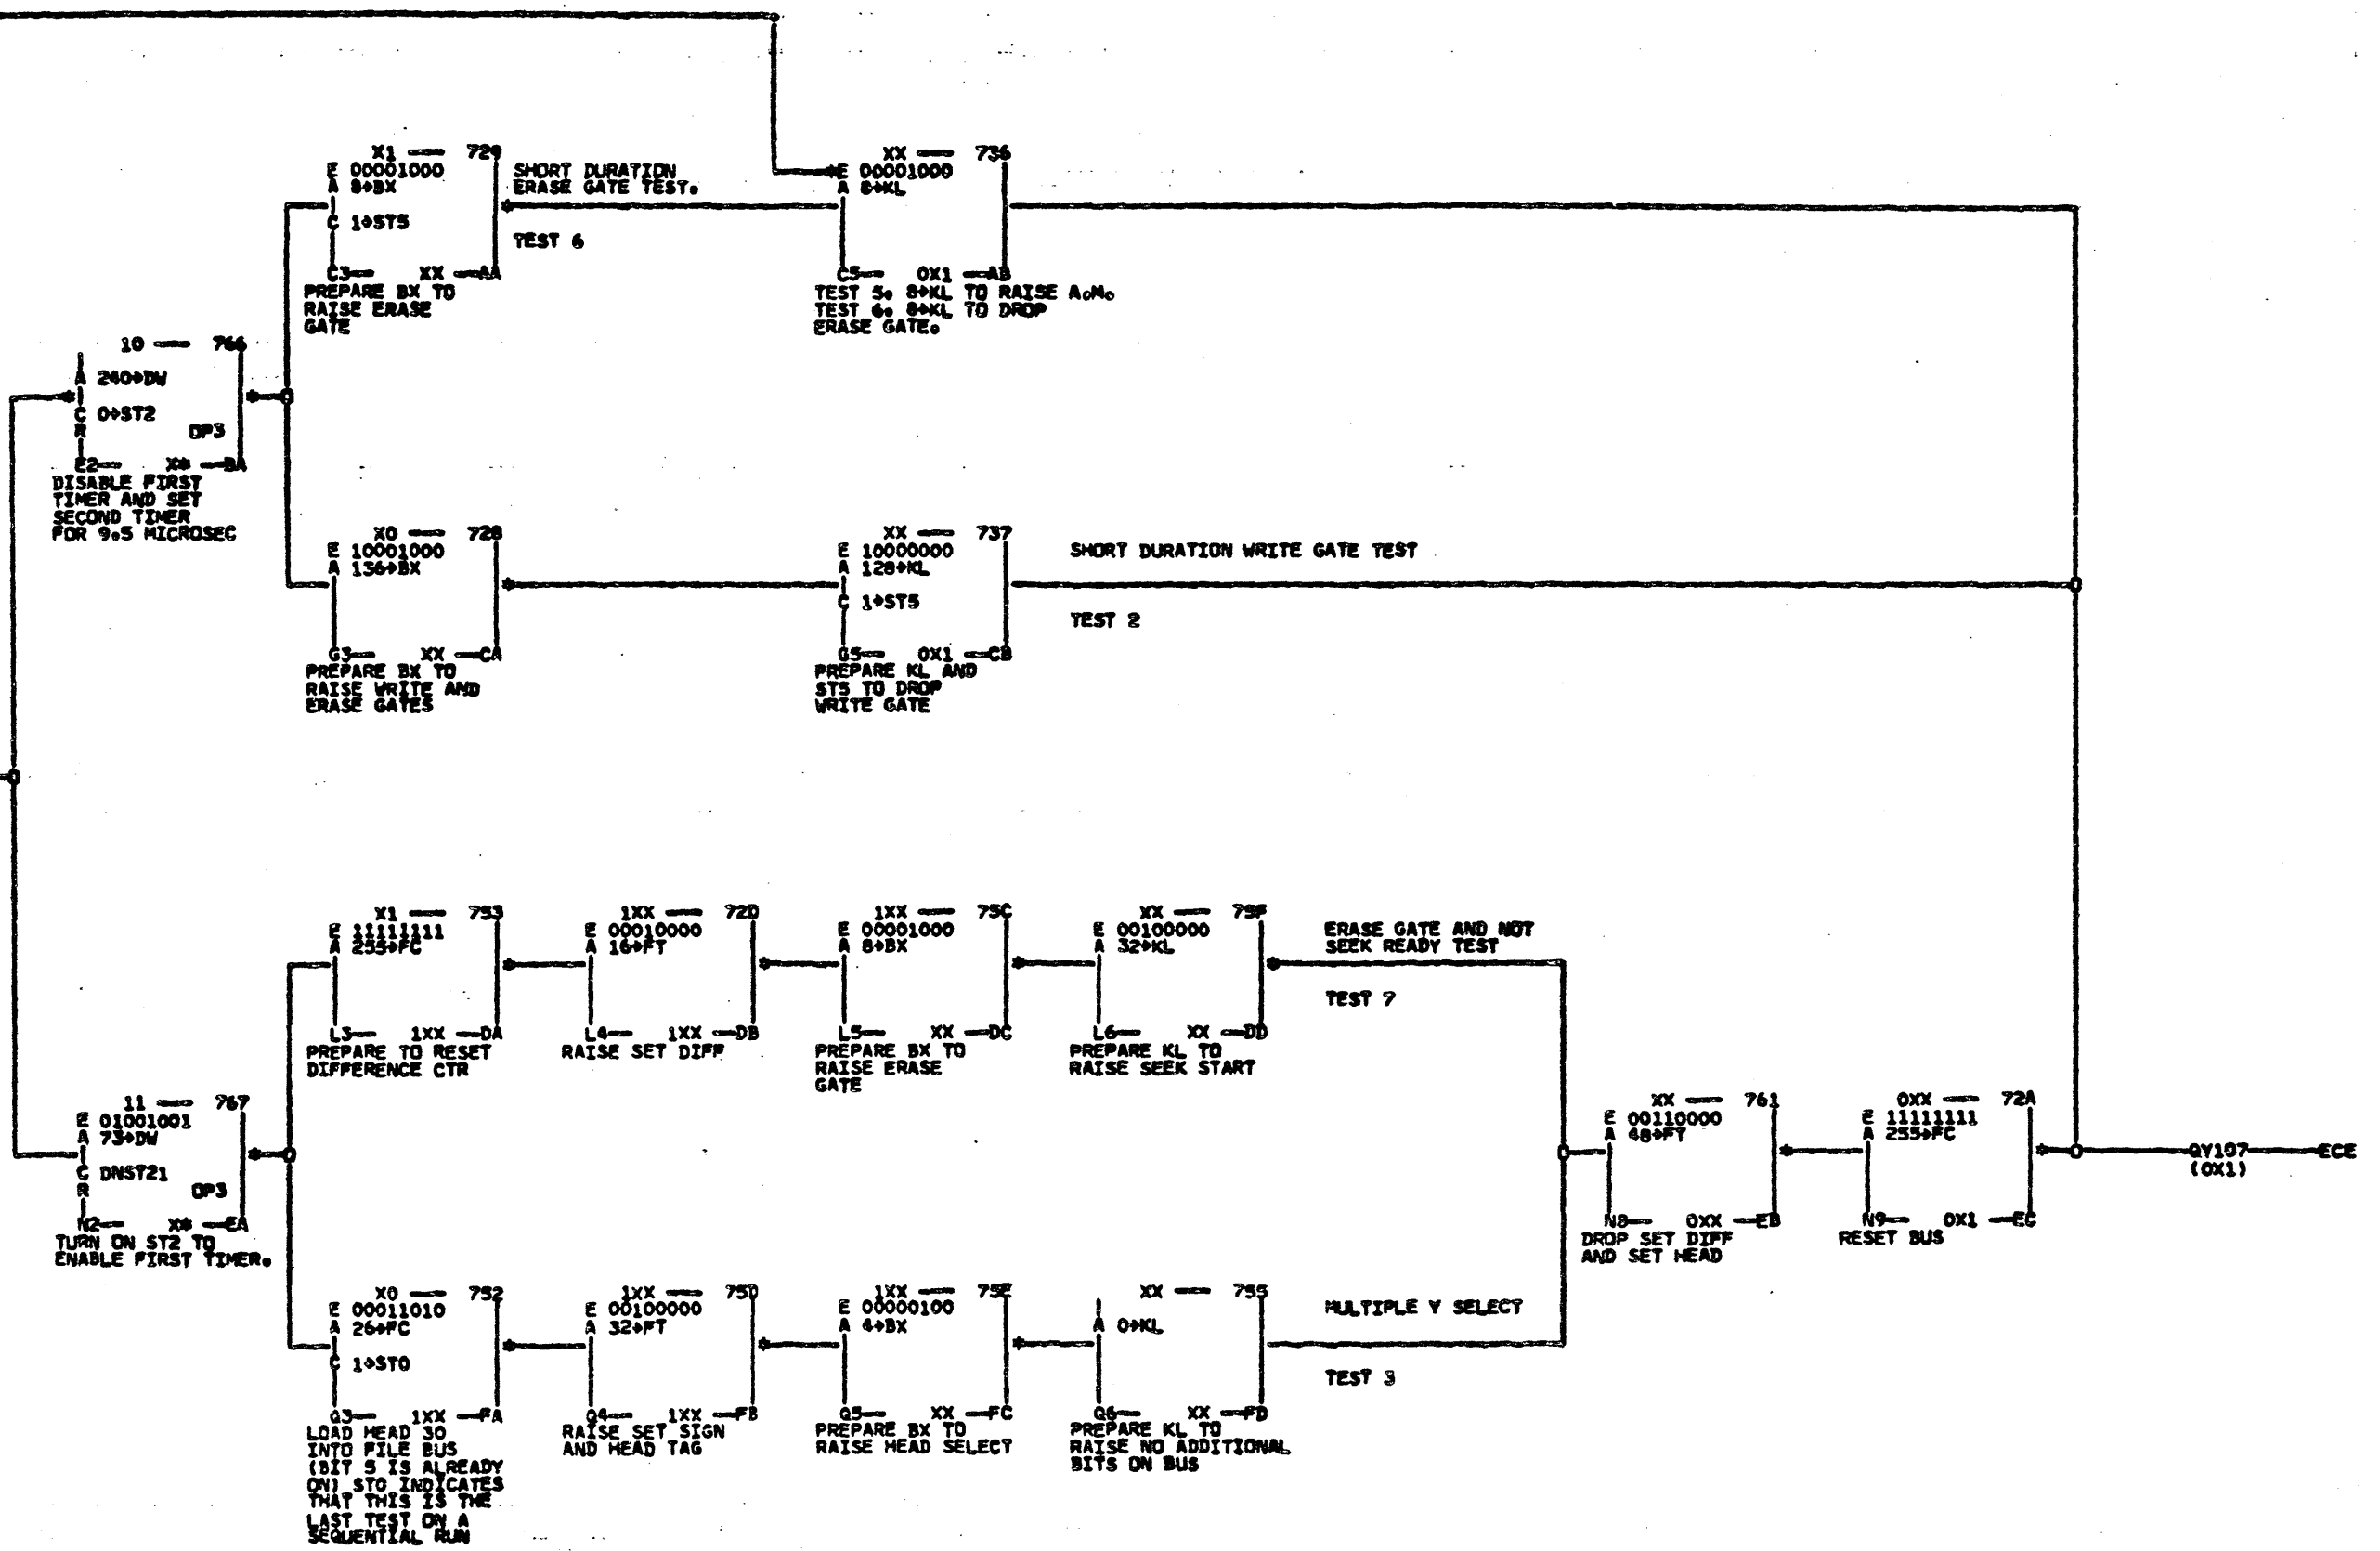 X1 — 729
E 00001000
A 8→BX
C 1→ST5
C3— XX —AA
PREPARE BX TO
RAISE ERASE
GATE
SHORT DURATION
ERASE GATE TEST.
TEST 6
XX — 736
E 00001000
A 8→KL
C5— 0X1 —AB
TEST 5. 8→KL TO RAISE A.M.
TEST 6. 8→KL TO DROP
ERASE GATE.
10 — 766
A 240→DW
C 0→ST2
R
OP3
E2— X* —BA
DISABLE FIRST
TIMER AND SET
SECOND TIMER
FOR 9.5 MICROSEC
X0 — 728
E 10001000
A 136→BX
G3— XX —CA
PREPARE BX TO
RAISE WRITE AND
ERASE GATES
XX — 737
E 10000000
A 128→KL
C 1→ST5
G5— 0X1 —CB
PREPARE KL AND
ST5 TO DROP
WRITE GATE
SHORT DURATION WRITE GATE TEST
TEST 2
X1 — 753
E 11111111
A 255→FC
L3— 1XX —DA
PREPARE TO RESET
DIFFERENCE CTR
1XX — 72D
E 00010000
A 16→FT
L4— 1XX —DB
RAISE SET DIFF
1XX — 75C
E 00001000
A 8→BX
L5— XX —DC
PREPARE BX TO
RAISE ERASE
GATE
XX — 75F
E 00100000
A 32→KL
L6— XX —DD
PREPARE KL TO
RAISE SEEK START
ERASE GATE AND NOT
SEEK READY TEST
TEST 7
11 — 767
E 01001001
A 73→DW
C DNST21
R
OP3
N2— X* —EA
TURN ON ST2 TO
ENABLE FIRST TIMER.
XX — 761
E 00110000
A 48→FT
N8— 0XX —EB
DROP SET DIFF
AND SET HEAD
0XX — 72A
E 11111111
A 255→FC
N9— 0X1 —EC
RESET BUS
QY107 —ECE
(0X1)
X0 — 752
E 00011010
A 26→FC
C 1→ST0
Q3— 1XX —FA
LOAD HEAD 30
INTO FILE BUS
(BIT 5 IS ALREADY
ON) ST0 INDICATES
THAT THIS IS THE
LAST TEST ON A
SEQUENTIAL RUN
1XX — 75D
E 00100000
A 32→FT
Q4— 1XX —FB
RAISE SET SIGN
AND HEAD TAG
1XX — 75E
E 00000100
A 4→BX
Q5— XX —FC
PREPARE BX TO
RAISE HEAD SELECT
XX — 755
A 0→KL
Q6— XX —FD
PREPARE KL TO
RAISE NO ADDITIONAL
BITS ON BUS
MULTIPLE Y SELECT
TEST 3